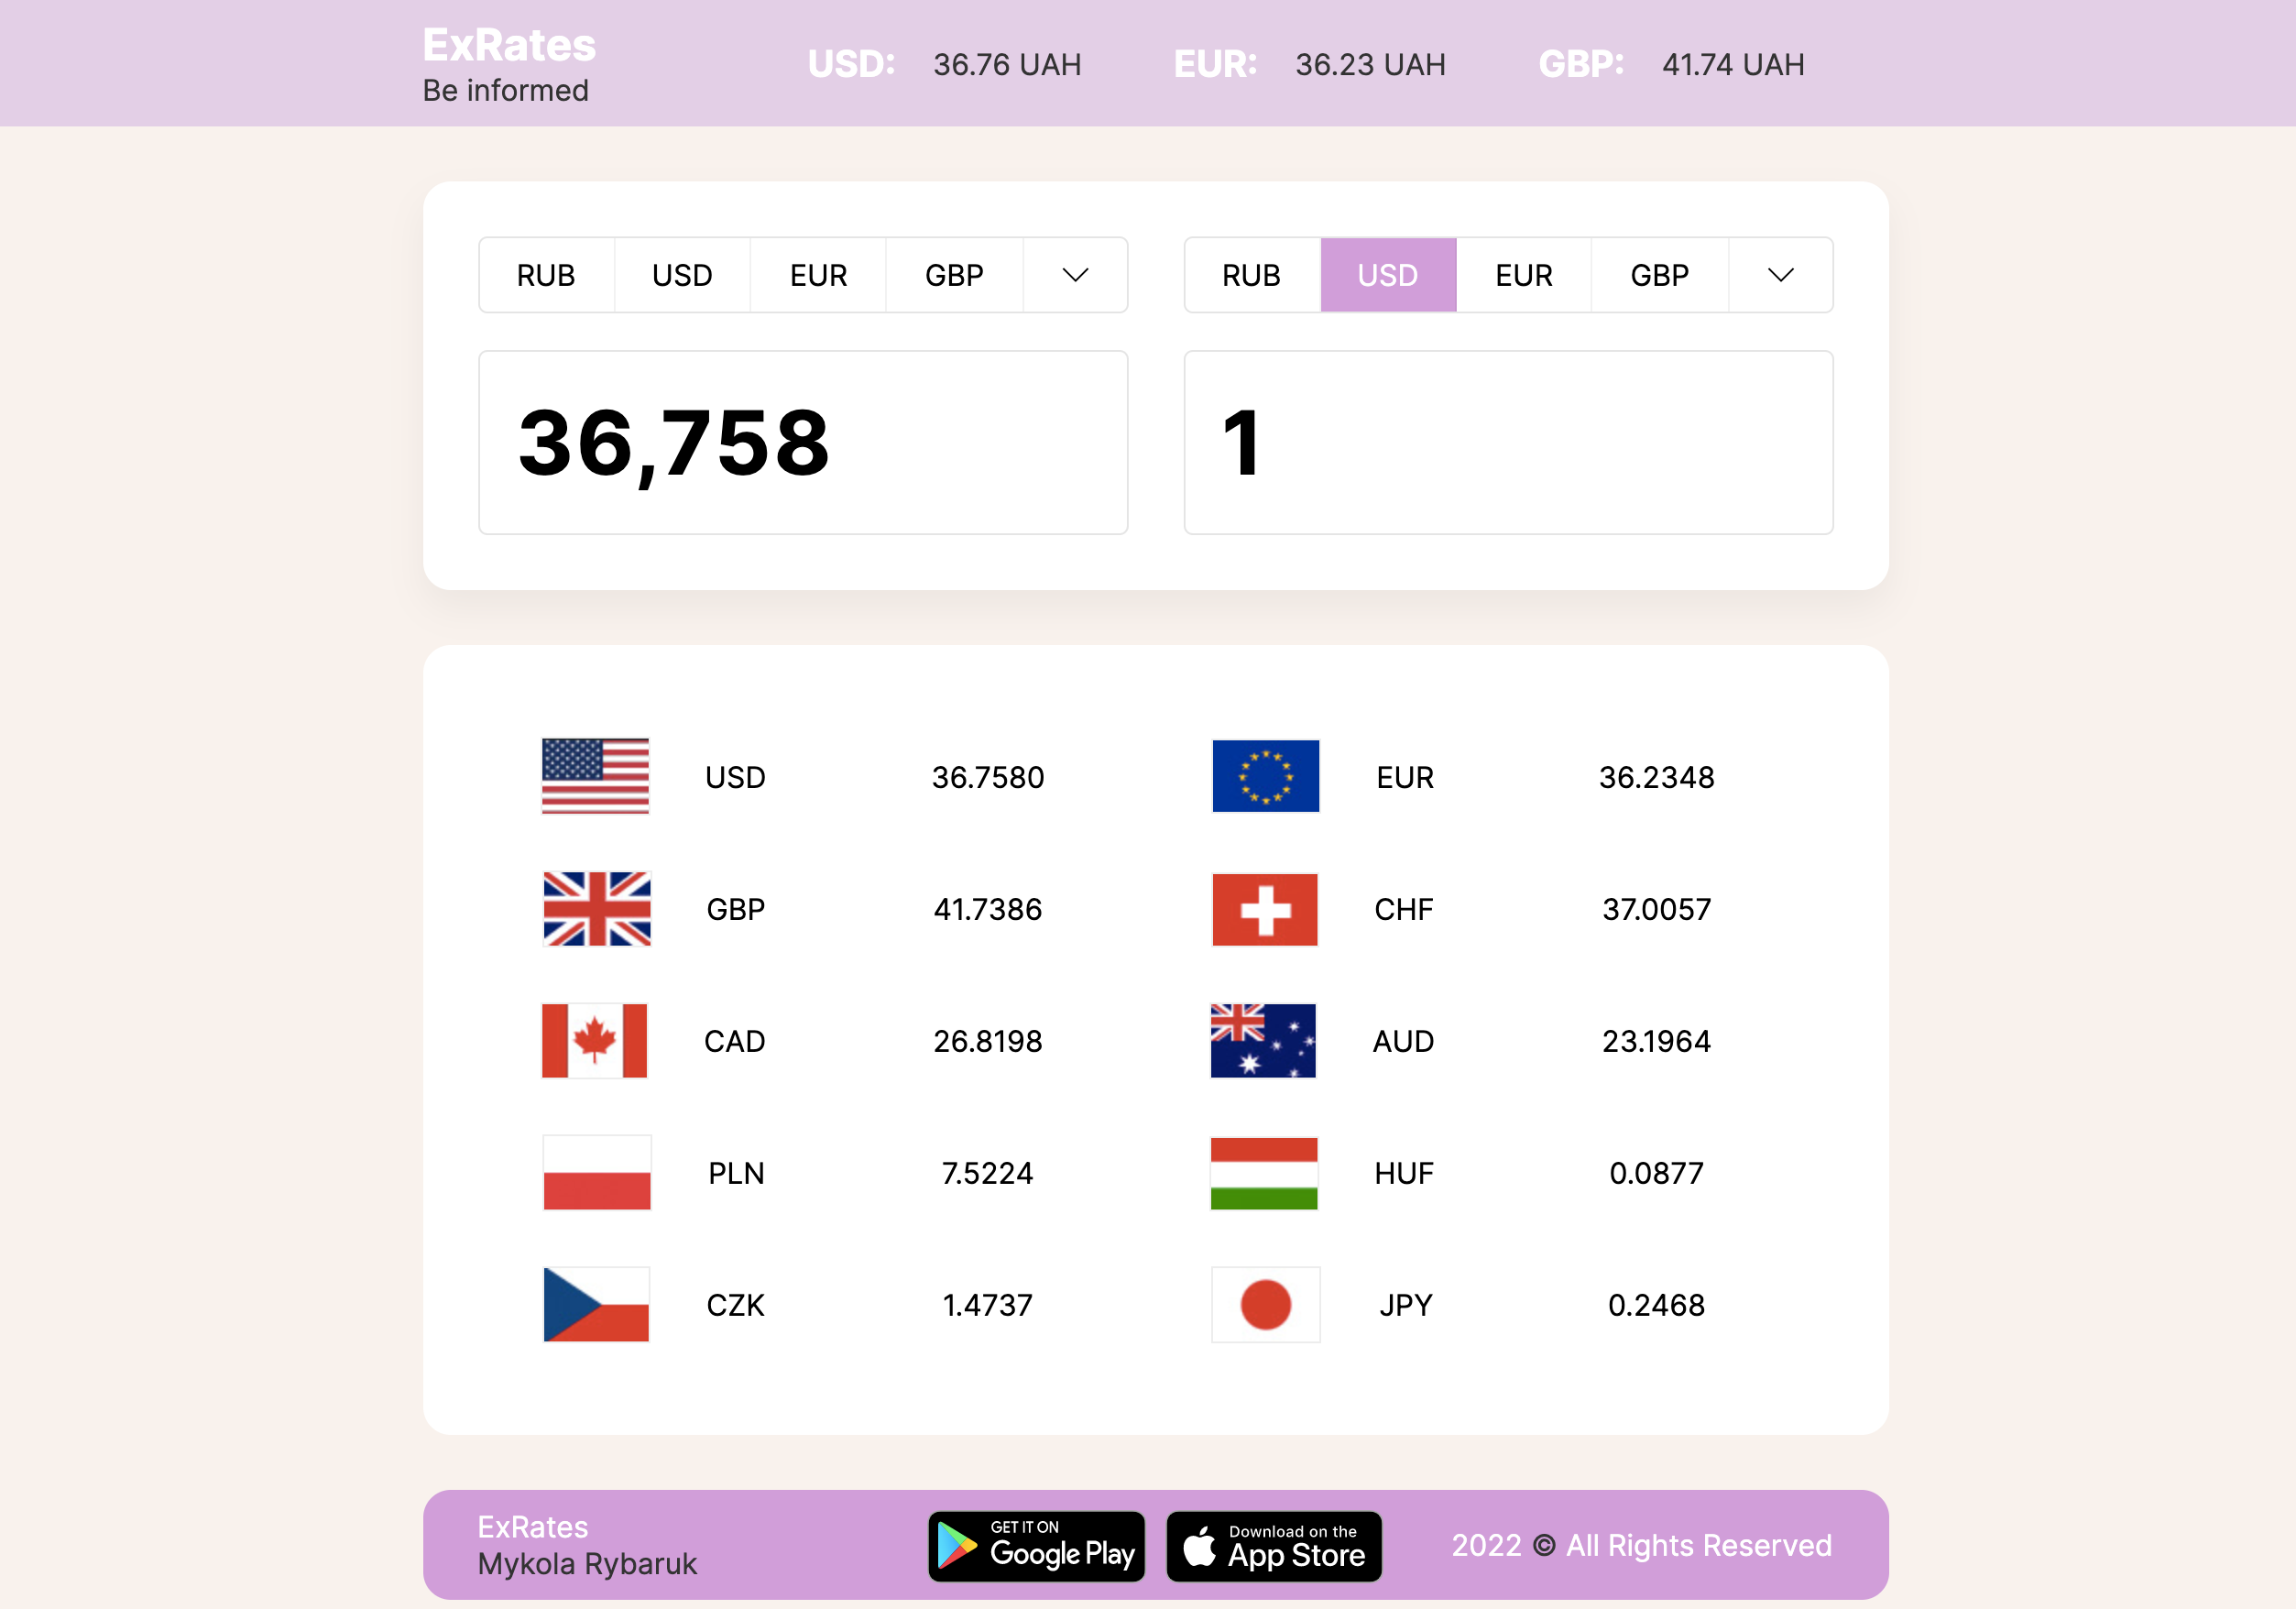 ExRates
Be informed
USD: 36.76 UAH EUR: 36.23 UAH GBP: 41.74 UAH
RUB USD EUR GBP
36,758
RUB USD EUR GBP
1
USD 36.7580 EUR 36.2348
GBP 41.7386 CHF 37.0057
CAD 26.8198 AUD 23.1964
PLN 7.5224 HUF 0.0877
CZK 1.4737 JPY 0.2468
ExRates
Mykola Rybaruk
GET IT ON
Google Play
Download on the
App Store
2022 © All Rights Reserved